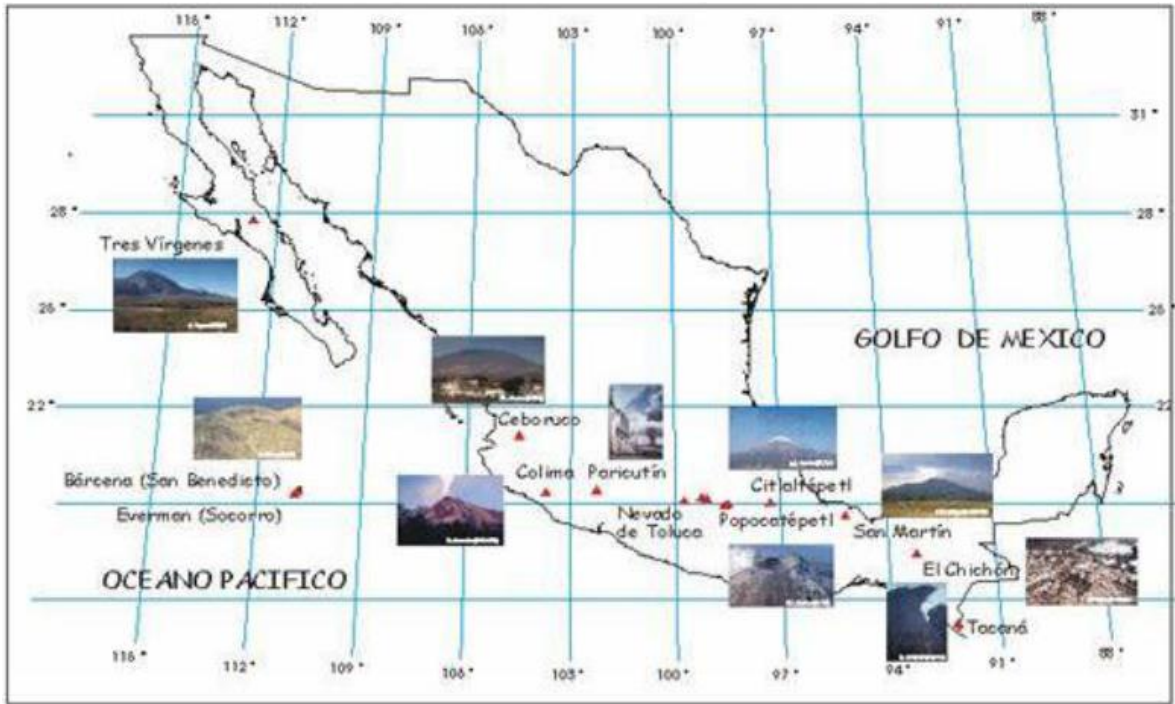 116° 112° 109° 106° 103° 100° 97° 94° 91° 88°
31°
28° 28°
Tres Vírgenes
26° 26°
GOLFO DE MEXICO
22° 22°
Ceboruco
Colima Paricutín
Citlaltépetl
Bárcena (San Benedicto)
Everman (Socorro)
Nevado
de Toluca
Popocatépetl
San Martín
El Chichón
OCEANO PACIFICO
Tacaná
116° 112° 109° 106° 103° 100° 97° 94° 91° 88°